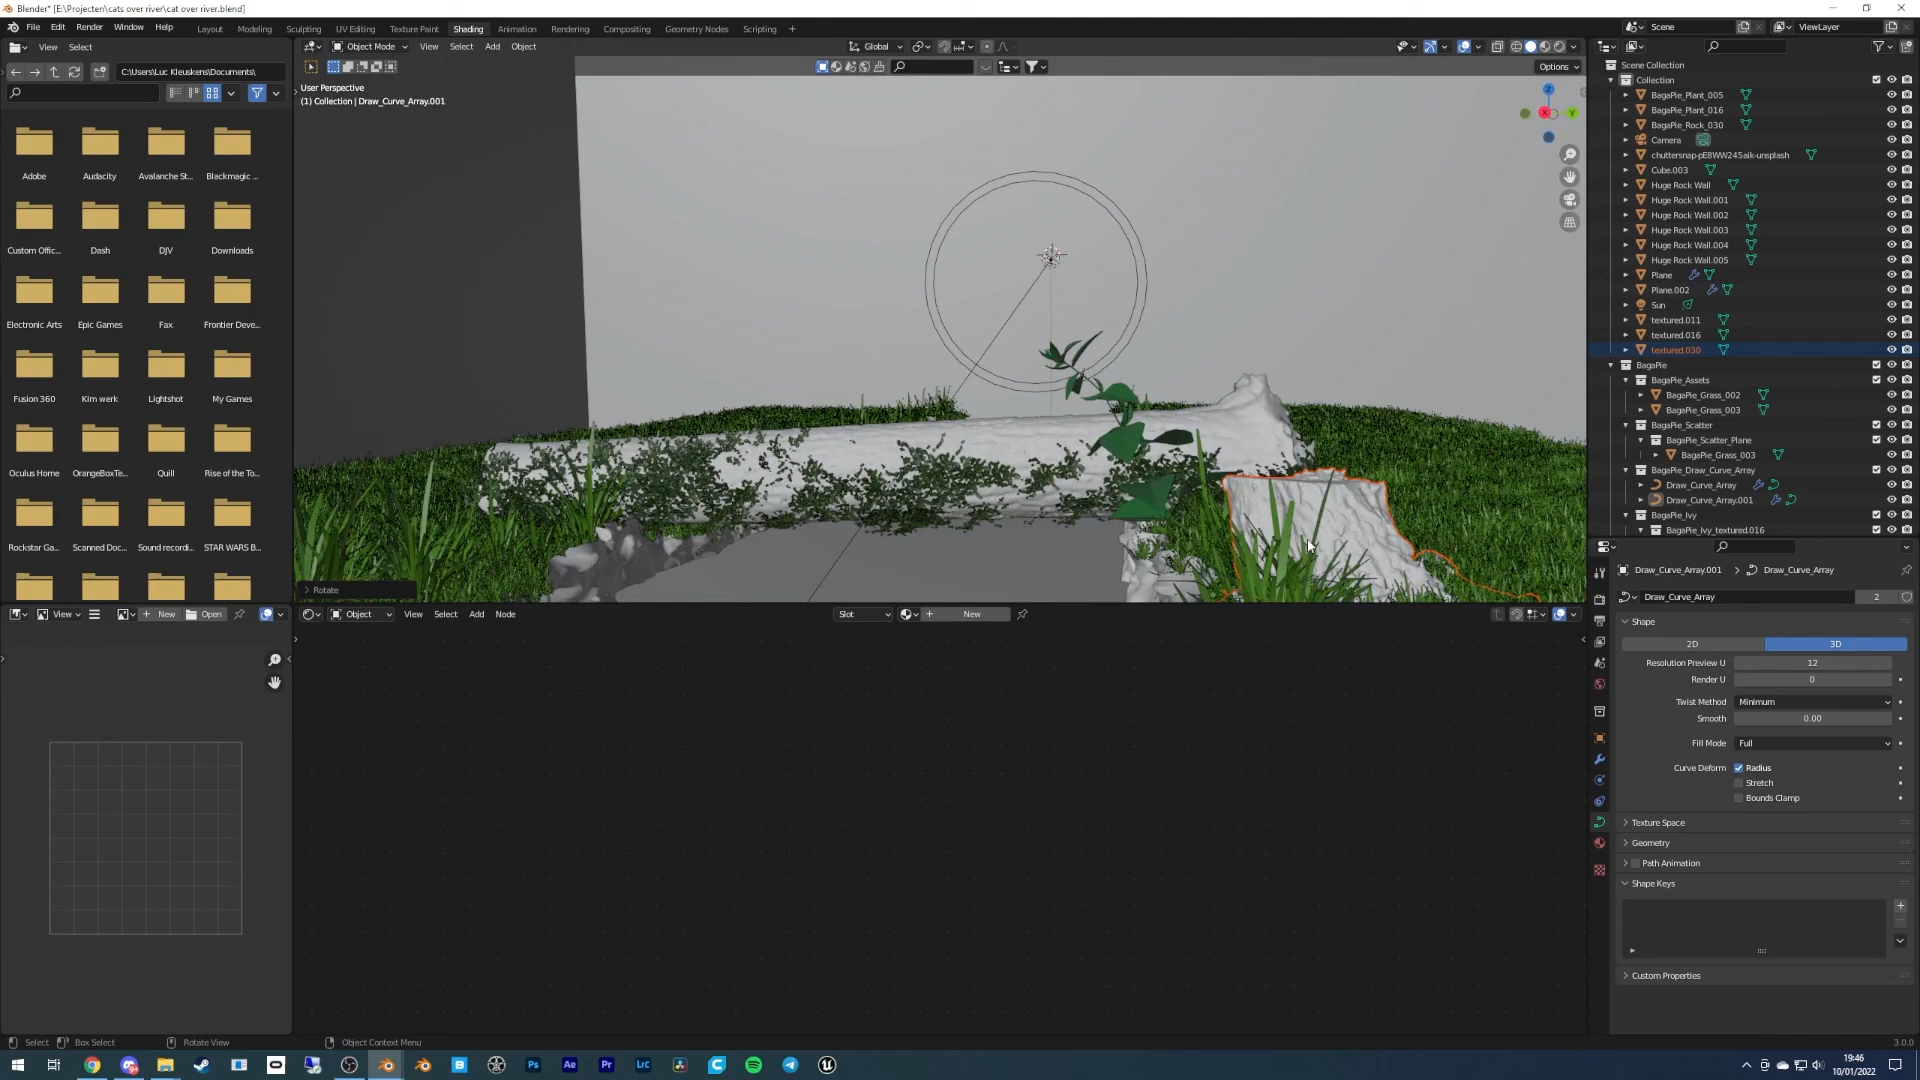 Blender* [E:\Projecten\cats over river\cat over river.blend]
File Edit Render Window Help Layout Modeling Sculpting UV Editing Texture Paint Shading Animation Rendering Compositing Geometry Nodes Scripting + Scene ViewLayer
View Select Object Mode View Select Add Object Global
C:\Users\Luc Kleuskens\Documents\ Options
User Perspective
(1) Collection | Draw_Curve_Array.001
Adobe Audacity Avalanche St... Blackmagic ...
Custom Offic... Dash DJV Downloads
Electronic Arts Epic Games Fax Frontier Deve...
Fusion 360 Kim werk Lightshot My Games
Oculus Home OrangeBoxTe... Quill Rise of the To...
Rockstar Ga... Scanned Doc... Sound recordi... STAR WARS B...
Z
X
Y
Rotate
Scene Collection
Collection
BagaPie_Plant_005
BagaPie_Plant_016
BagaPie_Rock_030
Camera
chuttersnap-pE8WW245aik-unsplash
Cube.003
Huge Rock Wall
Huge Rock Wall.001
Huge Rock Wall.002
Huge Rock Wall.003
Huge Rock Wall.004
Huge Rock Wall.005
Plane
Plane.002
Sun
textured.011
textured.016
textured.030
BagaPie
BagaPie_Assets
BagaPie_Grass_002
BagaPie_Grass_003
BagaPie_Scatter
BagaPie_Scatter_Plane
BagaPie_Grass_003
BagaPie_Draw_Curve_Array
Draw_Curve_Array
Draw_Curve_Array.001
BagaPie_Ivy
BagaPie_Ivy_textured.016
Draw_Curve_Array.001 > Draw_Curve_Array
Draw_Curve_Array 2
Shape
2D 3D
Resolution Preview U 12
Render U 0
Twist Method Minimum
Smooth 0.00
Fill Mode Full
Curve Deform Radius
Stretch
Bounds Clamp
Texture Space
Geometry
Path Animation
Shape Keys
Custom Properties
View + New Open Object View Select Add Node Slot + New
Select Box Select Rotate View Object Context Menu 3.0.0
Ps Ae Pr Lrc
19:46
10/01/2022